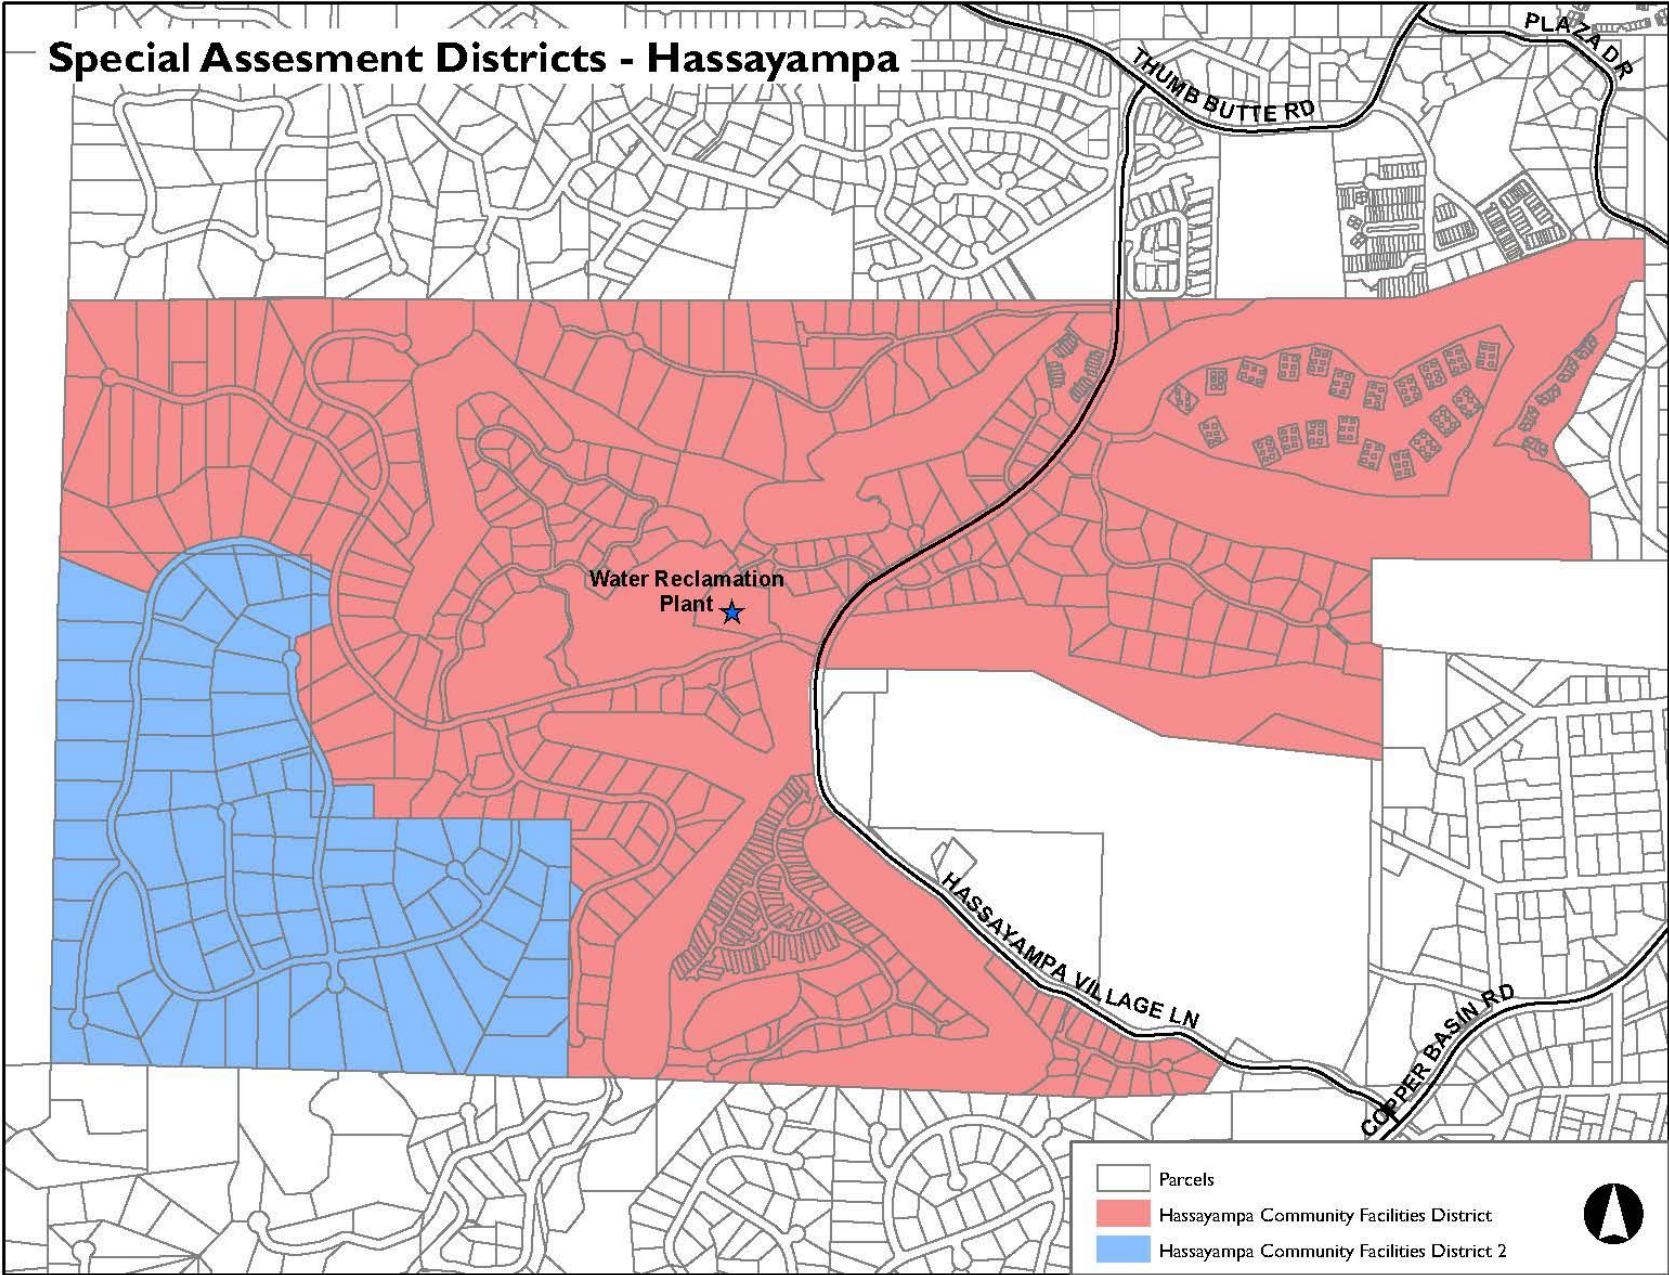 Special Assesment Districts - Hassayampa
PLAZA DR
THUMB BUTTE RD
Water Reclamation
Plant
HASSAYAMPA VILLAGE LN
COPPER BASIN RD
Parcels
Hassayampa Community Facilities District
Hassayampa Community Facilities District 2